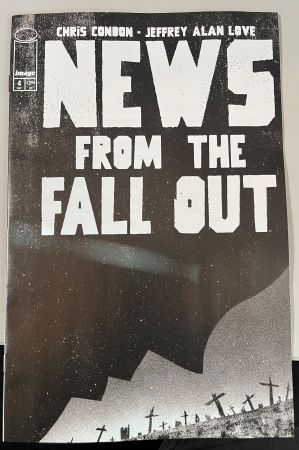 CHRIS CONDON - JEFFREY ALAN LOVE
image
4
NEWS
FROM THE
FALL OUT